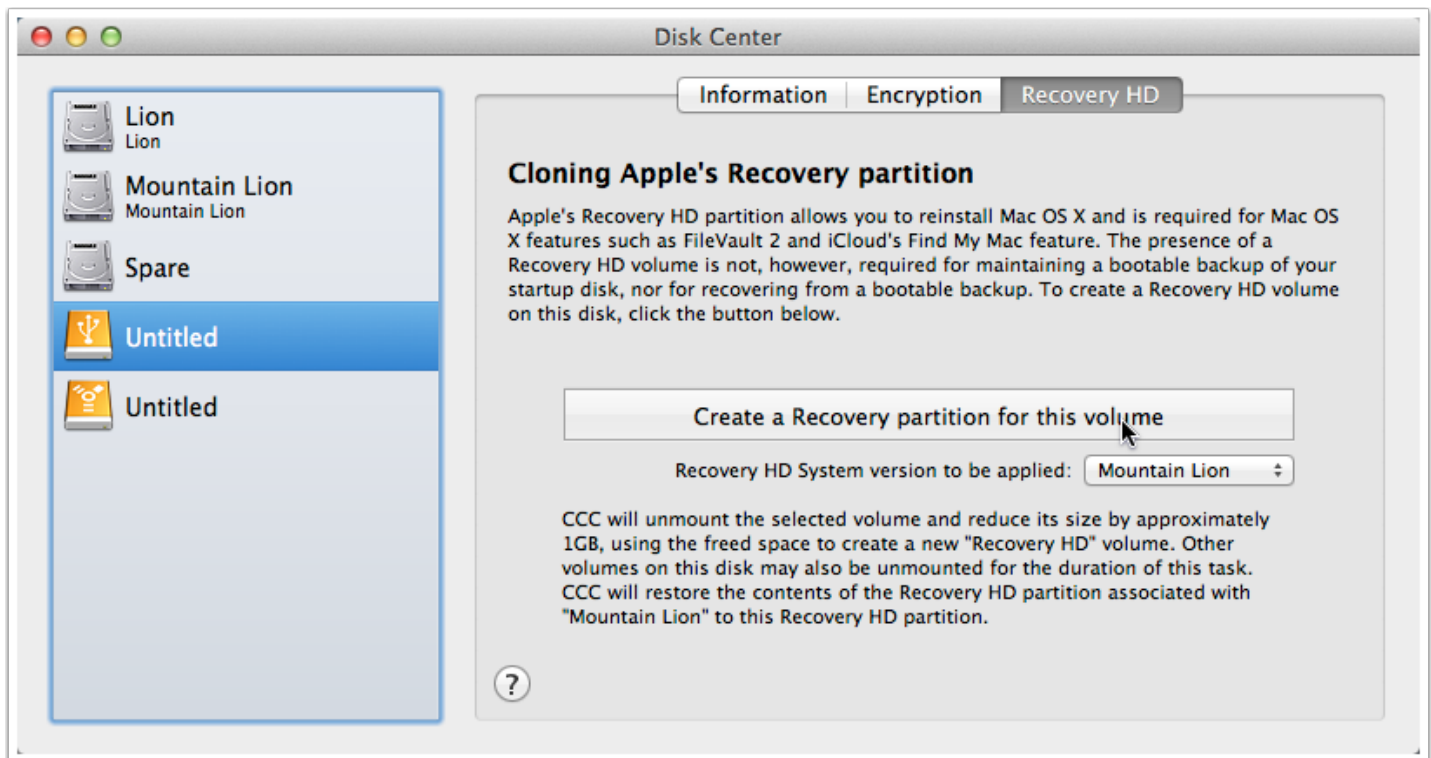 Disk Center
Lion
Lion
Mountain Lion
Mountain Lion
Spare
Untitled
Untitled
Information
Encryption
Recovery HD
Cloning Apple's Recovery partition
Apple's Recovery HD partition allows you to reinstall Mac OS X and is required for Mac OS
X features such as FileVault 2 and iCloud's Find My Mac feature. The presence of a
Recovery HD volume is not, however, required for maintaining a bootable backup of your
startup disk, nor for recovering from a bootable backup. To create a Recovery HD volume
on this disk, click the button below.
Create a Recovery partition for this volume
Recovery HD System version to be applied: Mountain Lion
CCC will unmount the selected volume and reduce its size by approximately
1GB, using the freed space to create a new "Recovery HD" volume. Other
volumes on this disk may also be unmounted for the duration of this task.
CCC will restore the contents of the Recovery HD partition associated with
"Mountain Lion" to this Recovery HD partition.
?